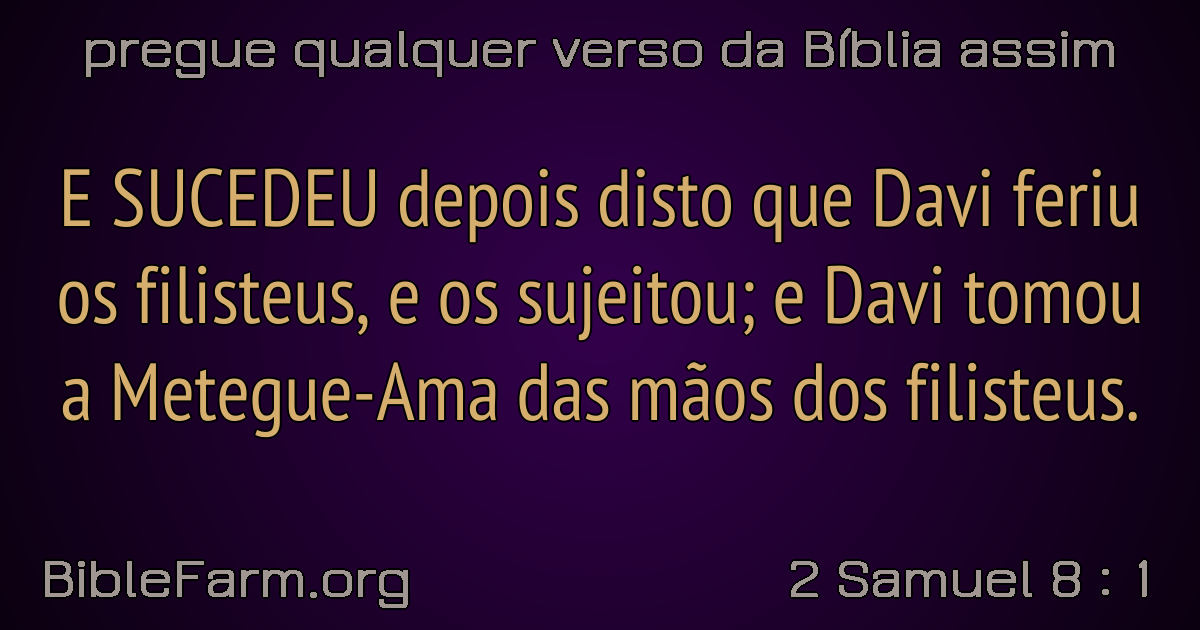 pregue qualquer verso da Bíblia assim
E SUCEDEU depois disto que Davi feriu
os filisteus, e os sujeitou; e Davi tomou
a Metegue-Ama das mãos dos filisteus.
BibleFarm.org
2 Samuel 8 : 1